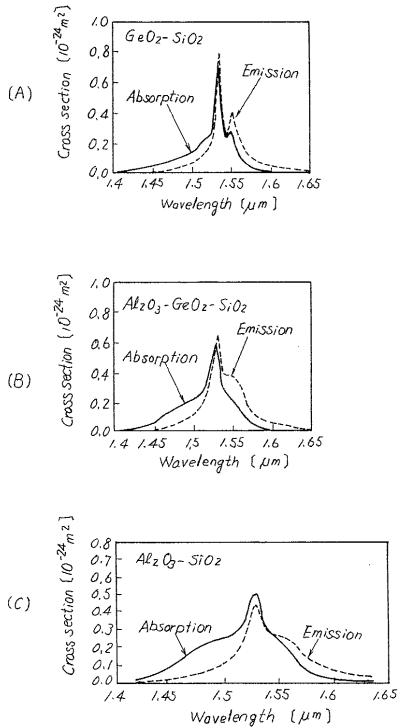 (A)
Cross section [10⁻²⁴m²]
1.0
0.8
0.6
0.4
0.2
0.0
GeO₂-SiO₂
Absorption
Emission
1.4 1.45 1.5 1.55 1.6 1.65
Wavelength [μm]
(B)
Cross section [10⁻²⁴m²]
1.0
0.8
0.6
0.4
0.2
0.0
Al₂O₃-GeO₂-SiO₂
Absorption
Emission
1.4 1.45 1.5 1.55 1.6 1.65
Wavelength [μm]
(C)
Cross section [10⁻²⁴m²]
0.8
0.7
0.6
0.5
0.4
0.3
0.2
0.1
0.0
Al₂O₃-SiO₂
Absorption
Emission
1.4 1.45 1.5 1.55 1.6 1.65
Wavelength [μm]